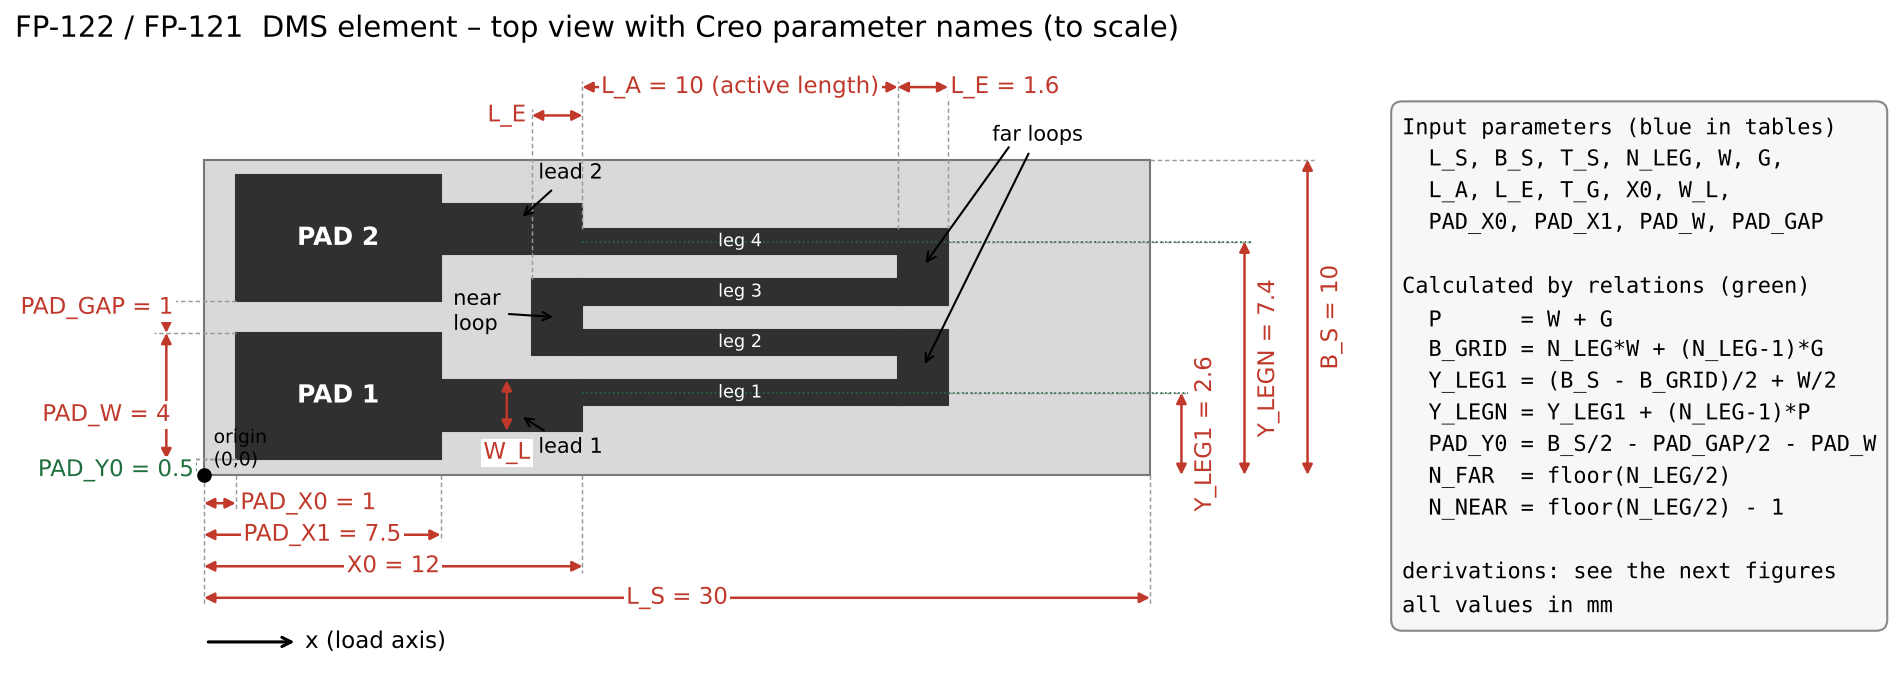 FP-122 / FP-121  DMS element – top view with Creo parameter names (to scale)
L_A = 10 (active length)
L_E = 1.6
L_E
far loops
lead 2
PAD 2
leg 4
leg 3
near
loop
leg 2
PAD 1
leg 1
PAD_GAP = 1
PAD_W = 4
origin
(0,0)
PAD_Y0 = 0.5
W_L
lead 1
Y_LEG1 = 2.6
Y_LEGN = 7.4
B_S = 10
PAD_X0 = 1
PAD_X1 = 7.5
X0 = 12
L_S = 30
x (load axis)
Input parameters (blue in tables)
L_S, B_S, T_S, N_LEG, W, G,
L_A, L_E, T_G, X0, W_L,
PAD_X0, PAD_X1, PAD_W, PAD_GAP
Calculated by relations (green)
P      = W + G
B_GRID = N_LEG*W + (N_LEG-1)*G
Y_LEG1 = (B_S - B_GRID)/2 + W/2
Y_LEGN = Y_LEG1 + (N_LEG-1)*P
PAD_Y0 = B_S/2 - PAD_GAP/2 - PAD_W
N_FAR  = floor(N_LEG/2)
N_NEAR = floor(N_LEG/2) - 1
derivations: see the next figures
all values in mm